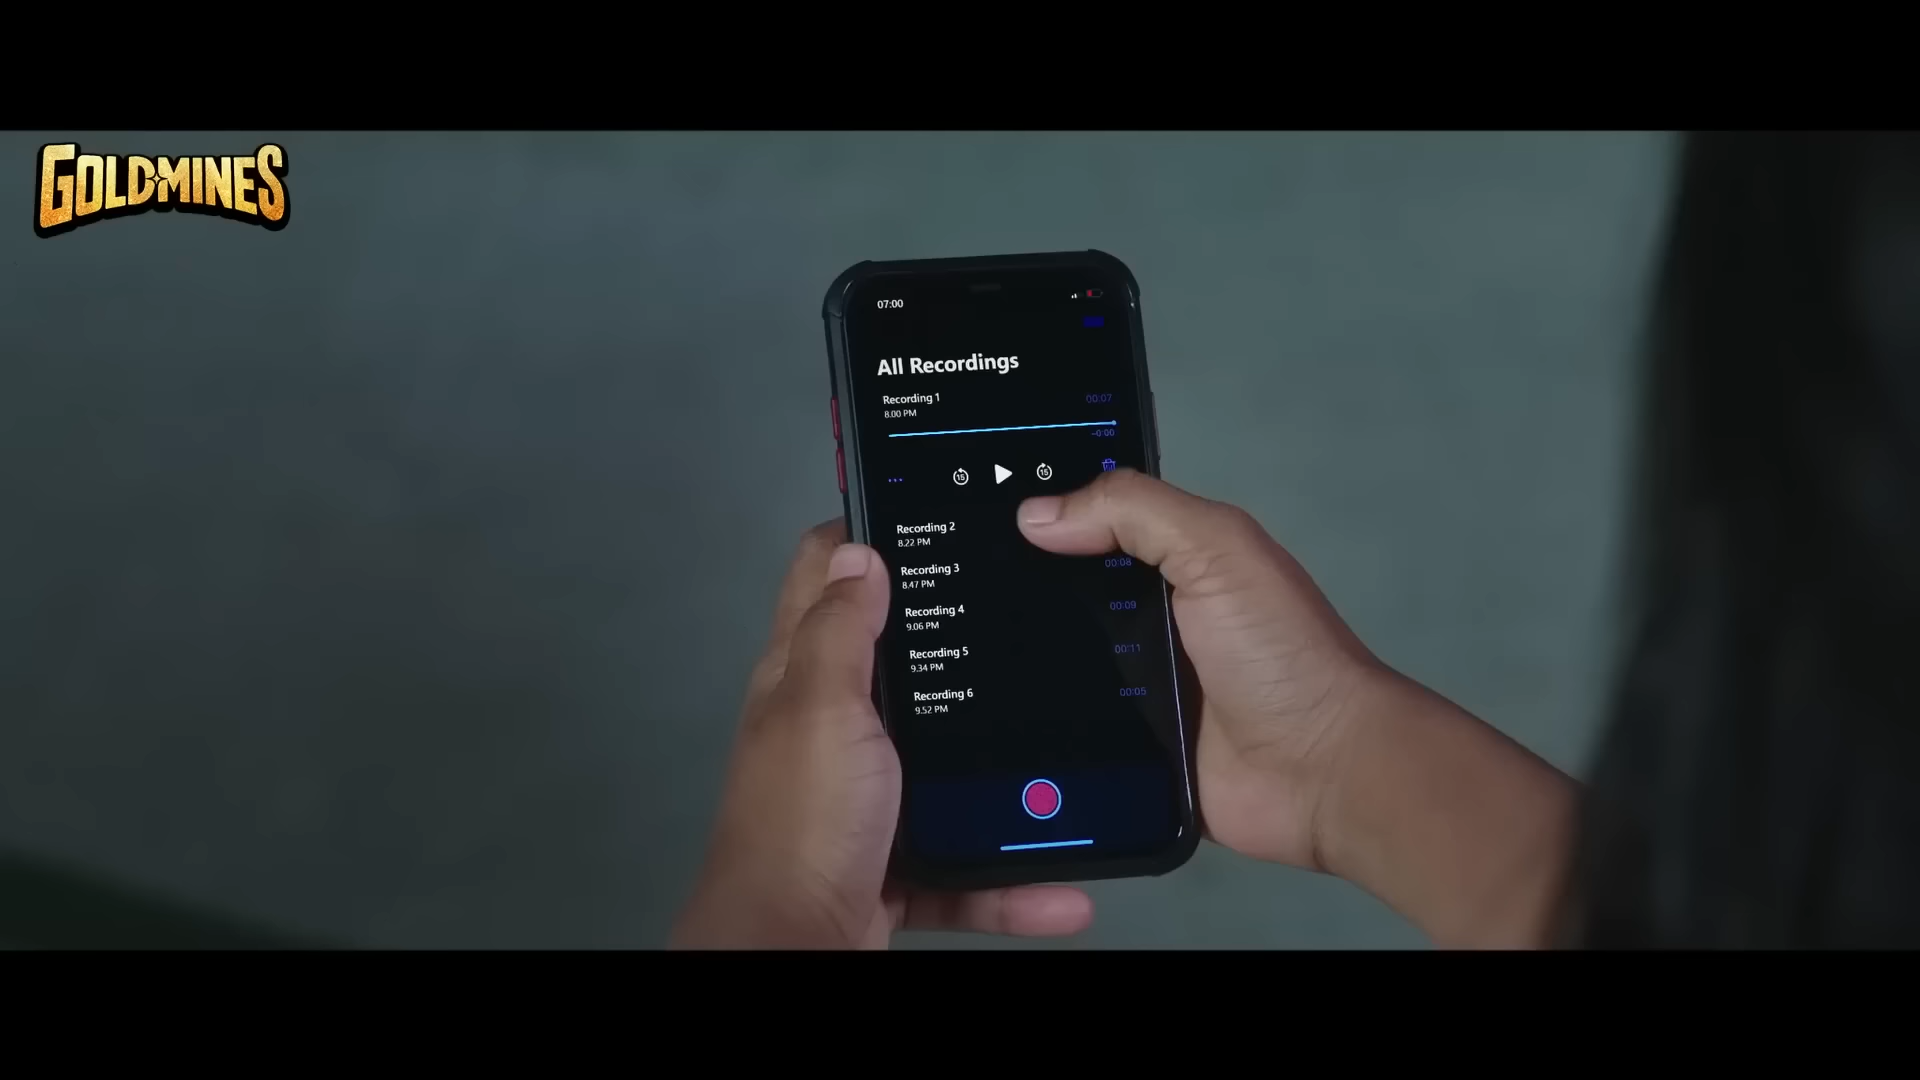 GOLDMINES
07:00
All Recordings
Recording 1
00:07
8.00 PM
-0:00
...
15
15
Recording 2
8.22 PM
Recording 3
00:08
8.47 PM
Recording 4
00:09
9.06 PM
Recording 5
00:11
9.34 PM
Recording 6
00:05
9.52 PM